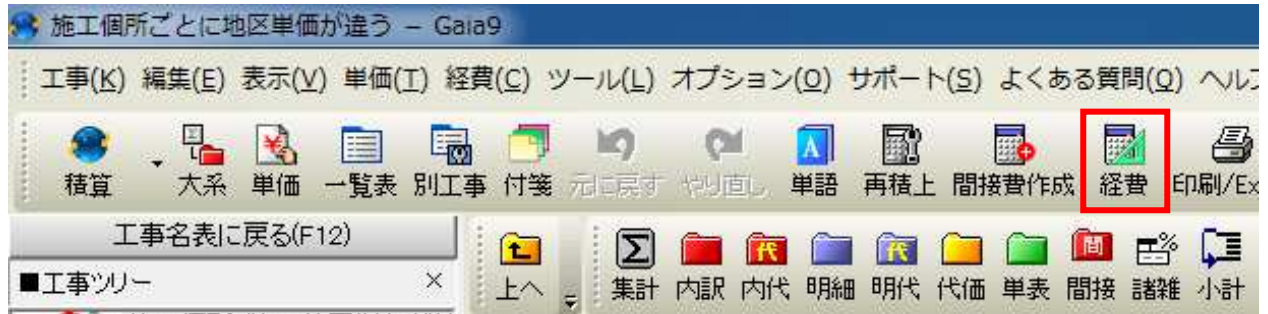 施工個所ごとに地区単価が違う - Gaia9
工事(K) 編集(E) 表示(V) 単価(T) 経費(C) ツール(L) オプション(O) サポート(S) よくある質問(Q)
積算 大系 単価 一覧表 別工事 付箋 元に戻す やり直し 単語 再積上 間接費作成 経費 印刷/Ex
工事名表に戻る(F12)
■工事ツリー ×
上へ 集計 内訳 内代 明細 明代 代価 単表 間接 諸雑 小計